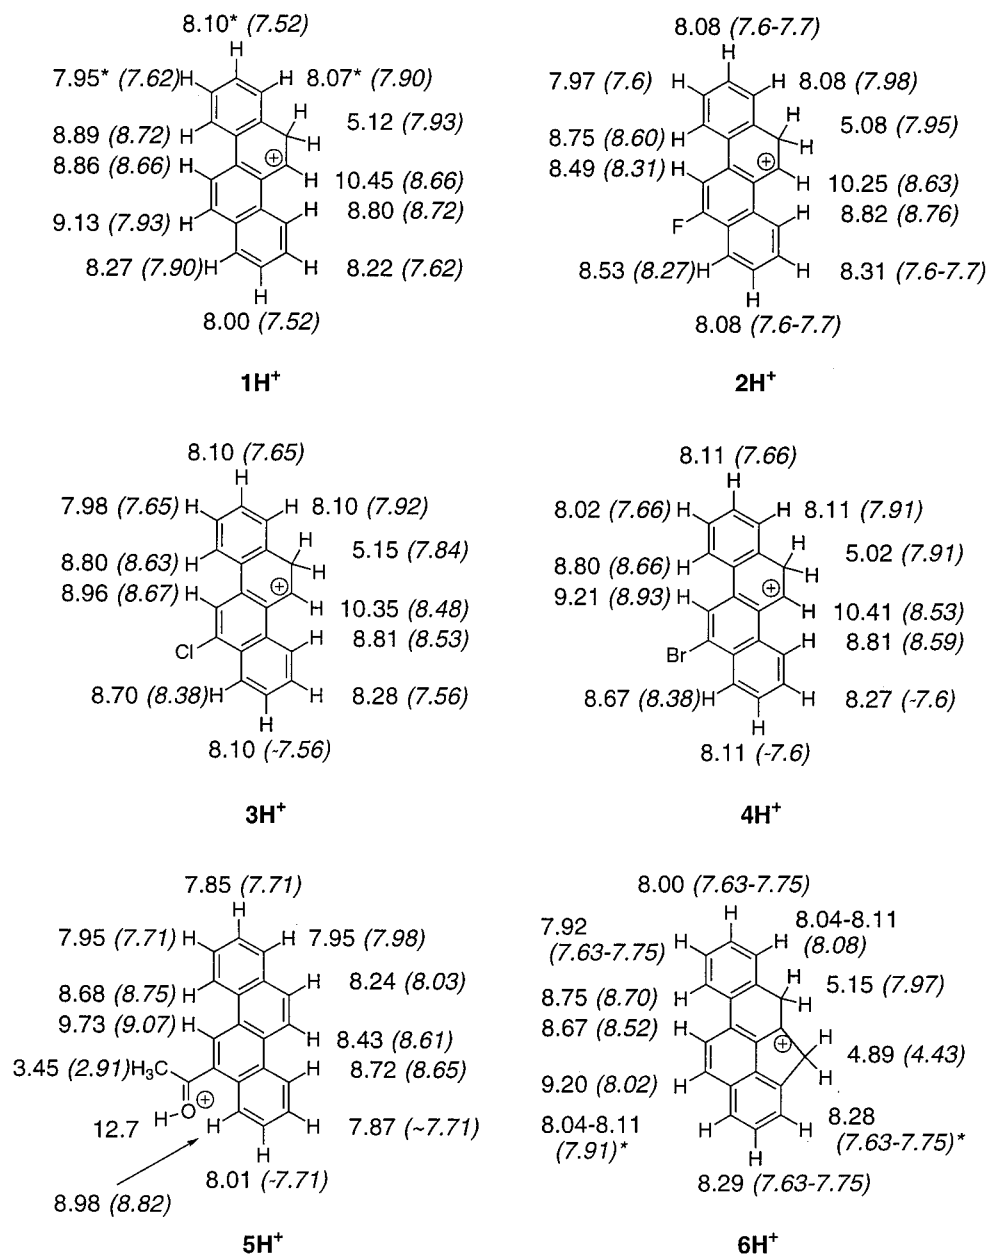 8.10* (7.52)
H
7.95* (7.62)H H 8.07* (7.90)
H 5.12 (7.93)
8.89 (8.72) H H
8.86 (8.66) H ⊕
H 10.45 (8.66)
H 8.80 (8.72)
9.13 (7.93) H
8.27 (7.90)H H 8.22 (7.62)
H
8.00 (7.52)
1H+
8.08 (7.6-7.7)
H
7.97 (7.6) H H 8.08 (7.98)
H 5.08 (7.95)
8.75 (8.60) H H
8.49 (8.31) H ⊕
H 10.25 (8.63)
H 8.82 (8.76)
F
8.53 (8.27)H H 8.31 (7.6-7.7)
H
8.08 (7.6-7.7)
2H+
8.10 (7.65)
H
7.98 (7.65) H H 8.10 (7.92)
H 5.15 (7.84)
8.80 (8.63) H H
8.96 (8.67) H ⊕
H 10.35 (8.48)
H 8.81 (8.53)
Cl
8.70 (8.38)H H 8.28 (7.56)
H
8.10 (-7.56)
3H+
8.11 (7.66)
H
8.02 (7.66) H H 8.11 (7.91)
H 5.02 (7.91)
8.80 (8.66) H H
9.21 (8.93) H ⊕
H 10.41 (8.53)
H 8.81 (8.59)
Br
8.67 (8.38)H H 8.27 (-7.6)
H
8.11 (-7.6)
4H+
7.85 (7.71)
H
7.95 (7.71) H H 7.95 (7.98)
H 8.24 (8.03)
8.68 (8.75) H
9.73 (9.07) H
H 8.43 (8.61)
3.45 (2.91)H3C H 8.72 (8.65)
H-O ⊕
12.7 H H 7.87 (~7.71)
H
8.01 (-7.71)
8.98 (8.82)
5H+
8.00 (7.63-7.75)
H
7.92
(7.63-7.75) H H 8.04-8.11
(8.08)
H 5.15 (7.97)
8.75 (8.70) H H
8.67 (8.52) H ⊕
H 4.89 (4.43)
H
9.20 (8.02) H
8.04-8.11
(7.91)* H H 8.28
(7.63-7.75)*
H
8.29 (7.63-7.75)
6H+